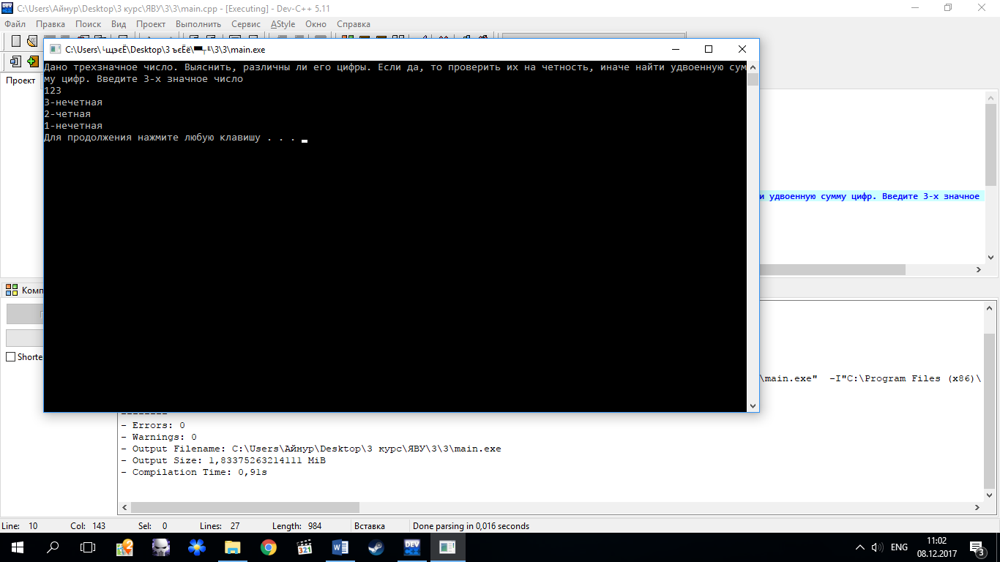 C:\Users\Айнур\Desktop\3 курс\ЯВУ\3\3\main.cpp - [Executing] - Dev-C++ 5.11
Файл Правка Поиск Вид Проект Выполнить Сервис AStyle Окно Справка
C:\Users\└щэєЁ\Desktop\3 ъєЁё\▀┬╙\3\3\main.exe
Дано трехзначное число. Выяснить, различны ли его цифры. Если да, то проверить их на четность, иначе найти удвоенную сум
му цифр. Введите 3-х значное число
123
3-нечетная
2-четная
1-нечетная
Для продолжения нажмите любую клавишу . . .
Проект
и удвоенную сумму цифр. Введите 3-х значное
Комп
Shorte
\main.exe" -I"C:\Program Files (x86)\
--------
- Errors: 0
- Warnings: 0
- Output Filename: C:\Users\Айнур\Desktop\3 курс\ЯВУ\3\3\main.exe
- Output Size: 1,83375263214111 MiB
- Compilation Time: 0,91s
Line: 10 Col: 143 Sel: 0 Lines: 27 Length: 984 Вставка Done parsing in 0,016 seconds
2
321
DEV
ENG
11:02
08.12.2017
3